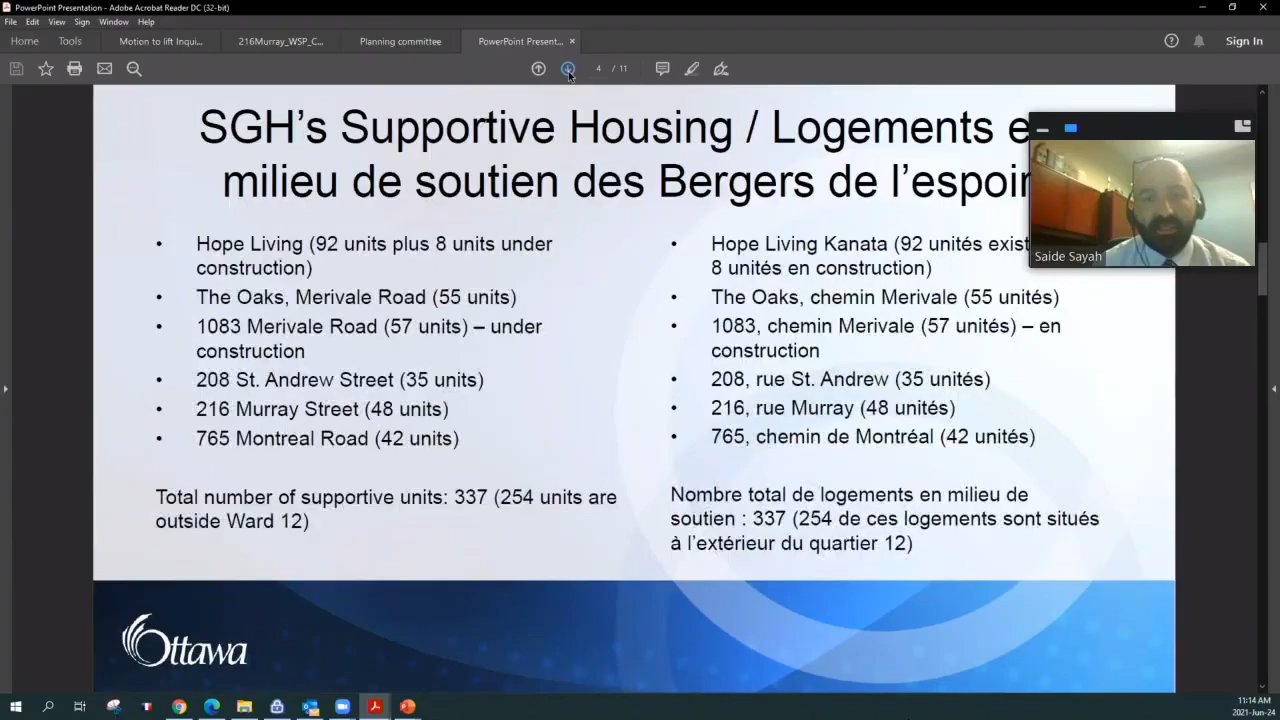 PowerPoint Presentation - Adobe Acrobat Reader DC (32-bit)
File Edit View Sign Window Help
Home Tools Motion to lift Inqui... 216Murray_WSP_C... Planning committee PowerPoint Present... × Sign In
4 / 11
SGH's Supportive Housing / Logements e
milieu de soutien des Bergers de l'espoir
• Hope Living (92 units plus 8 units under
construction)
• The Oaks, Merivale Road (55 units)
• 1083 Merivale Road (57 units) – under
construction
• 208 St. Andrew Street (35 units)
• 216 Murray Street (48 units)
• 765 Montreal Road (42 units)
Total number of supportive units: 337 (254 units are
outside Ward 12)
• Hope Living Kanata (92 unités exist
8 unités en construction)
• The Oaks, chemin Merivale (55 unités)
• 1083, chemin Merivale (57 unités) – en
construction
• 208, rue St. Andrew (35 unités)
• 216, rue Murray (48 unités)
• 765, chemin de Montréal (42 unités)
Nombre total de logements en milieu de
soutien : 337 (254 de ces logements sont situés
à l'extérieur du quartier 12)
Saide Sayah
Ottawa
11:14 AM
2021-Jun-24